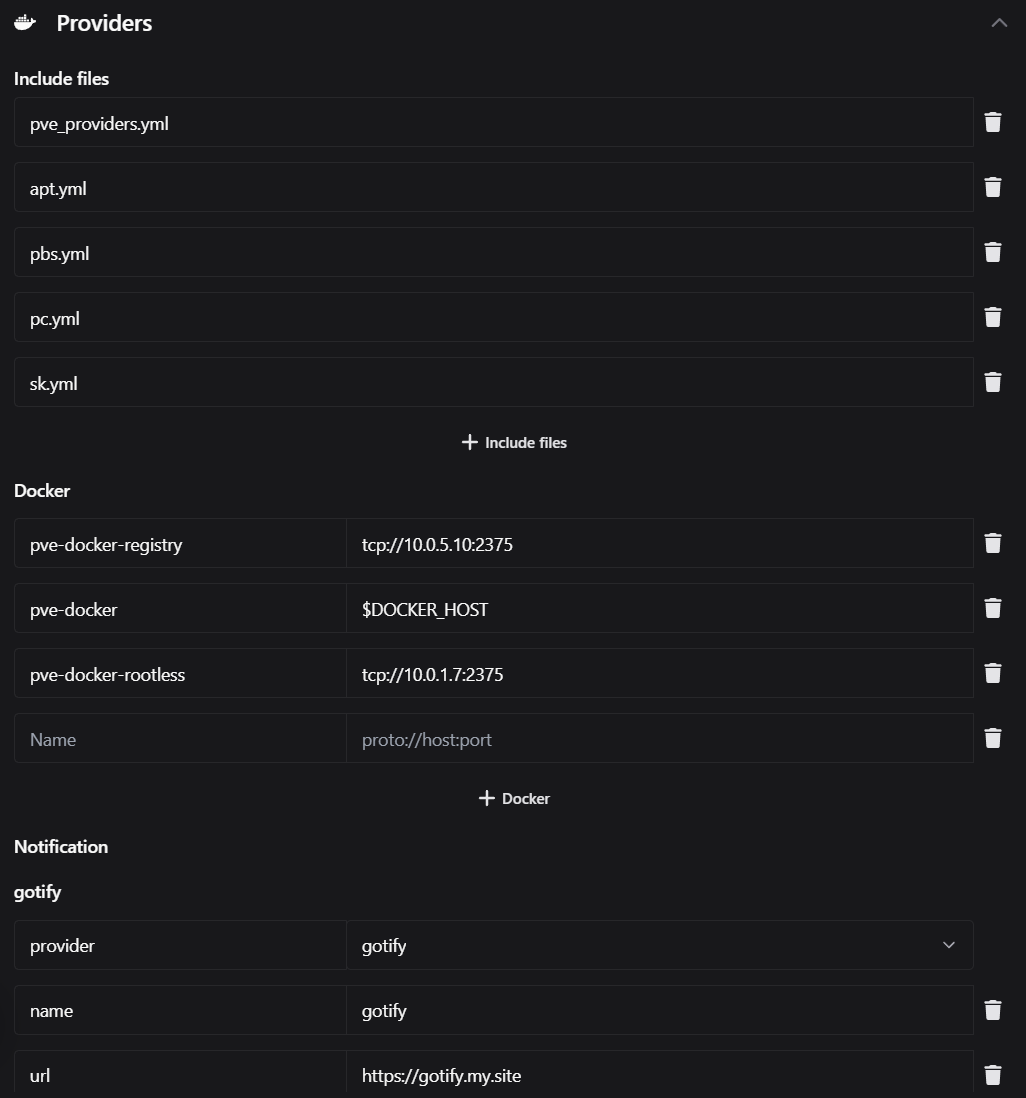 Providers
Include files
pve_providers.yml
apt.yml
pbs.yml
pc.yml
sk.yml
Include files
Docker
pve-docker-registry tcp://10.0.5.10:2375
pve-docker $DOCKER_HOST
pve-docker-rootless tcp://10.0.1.7:2375
Name proto://host:port
Docker
Notification
gotify
provider gotify
name gotify
url https://gotify.my.site